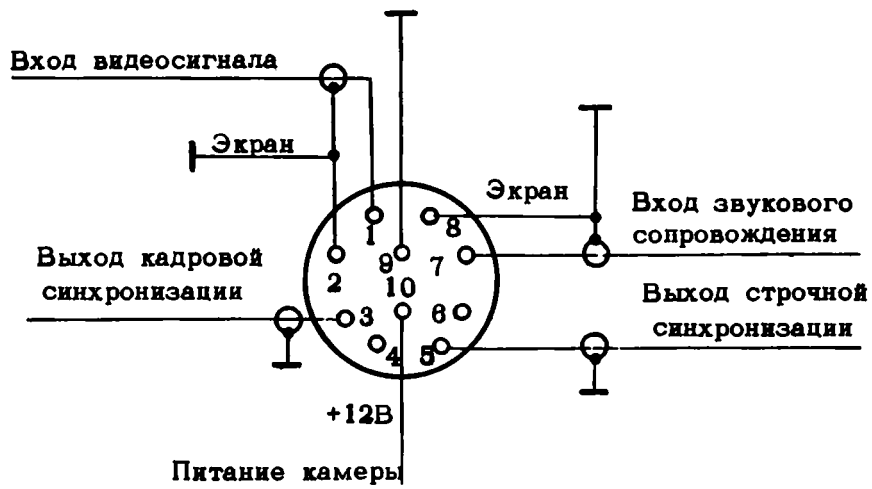 Вход видеосигнала
Экран
Экран
Вход звукового
сопровождения
1
8
2
9
7
Выход кадровой
синхронизации
10
Выход строчной
синхронизации
3
6
4
5
+12В
Питание камеры